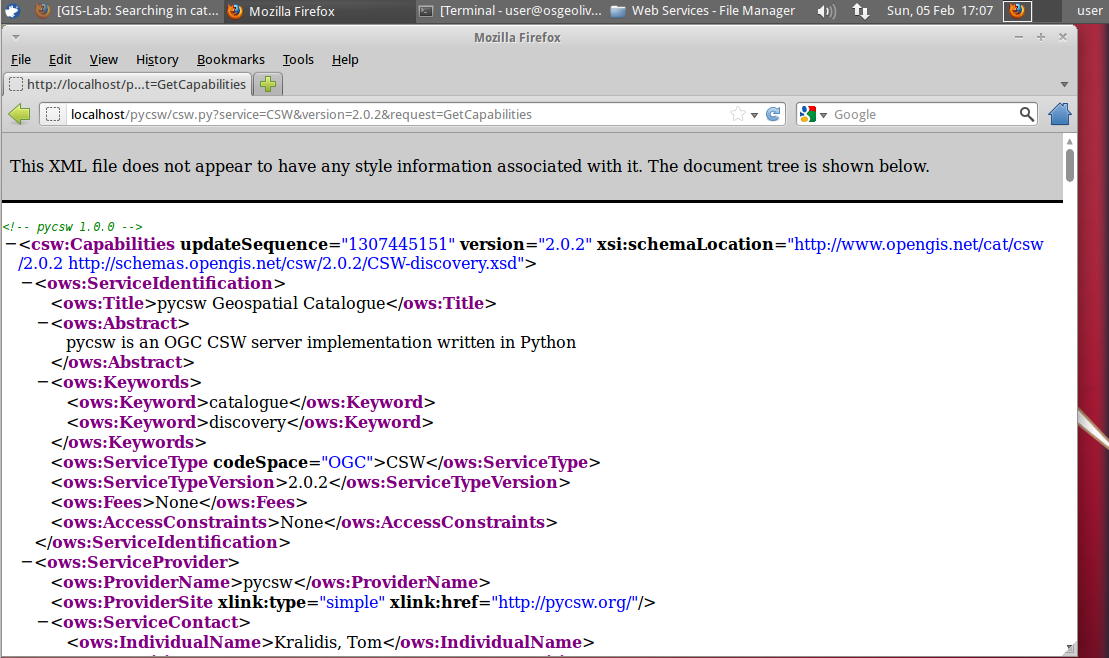 [GIS-Lab: Searching in cat... Mozilla Firefox [Terminal - user@osgeoliv... Web Services - File Manager Sun, 05 Feb 17:07 user
Mozilla Firefox
File Edit View History Bookmarks Tools Help
http://localhost/p...t=GetCapabilities
localhost/pycsw/csw.py?service=CSW&version=2.0.2&request=GetCapabilities Google
This XML file does not appear to have any style information associated with it. The document tree is shown below.
<!-- pycsw 1.0.0 -->
−<csw:Capabilities updateSequence="1307445151" version="2.0.2" xsi:schemaLocation="http://www.opengis.net/cat/csw
/2.0.2 http://schemas.opengis.net/csw/2.0.2/CSW-discovery.xsd">
−<ows:ServiceIdentification>
<ows:Title>pycsw Geospatial Catalogue</ows:Title>
−<ows:Abstract>
pycsw is an OGC CSW server implementation written in Python
</ows:Abstract>
−<ows:Keywords>
<ows:Keyword>catalogue</ows:Keyword>
<ows:Keyword>discovery</ows:Keyword>
</ows:Keywords>
<ows:ServiceType codeSpace="OGC">CSW</ows:ServiceType>
<ows:ServiceTypeVersion>2.0.2</ows:ServiceTypeVersion>
<ows:Fees>None</ows:Fees>
<ows:AccessConstraints>None</ows:AccessConstraints>
</ows:ServiceIdentification>
−<ows:ServiceProvider>
<ows:ProviderName>pycsw</ows:ProviderName>
<ows:ProviderSite xlink:type="simple" xlink:href="http://pycsw.org/"/>
−<ows:ServiceContact>
<ows:IndividualName>Kralidis, Tom</ows:IndividualName>